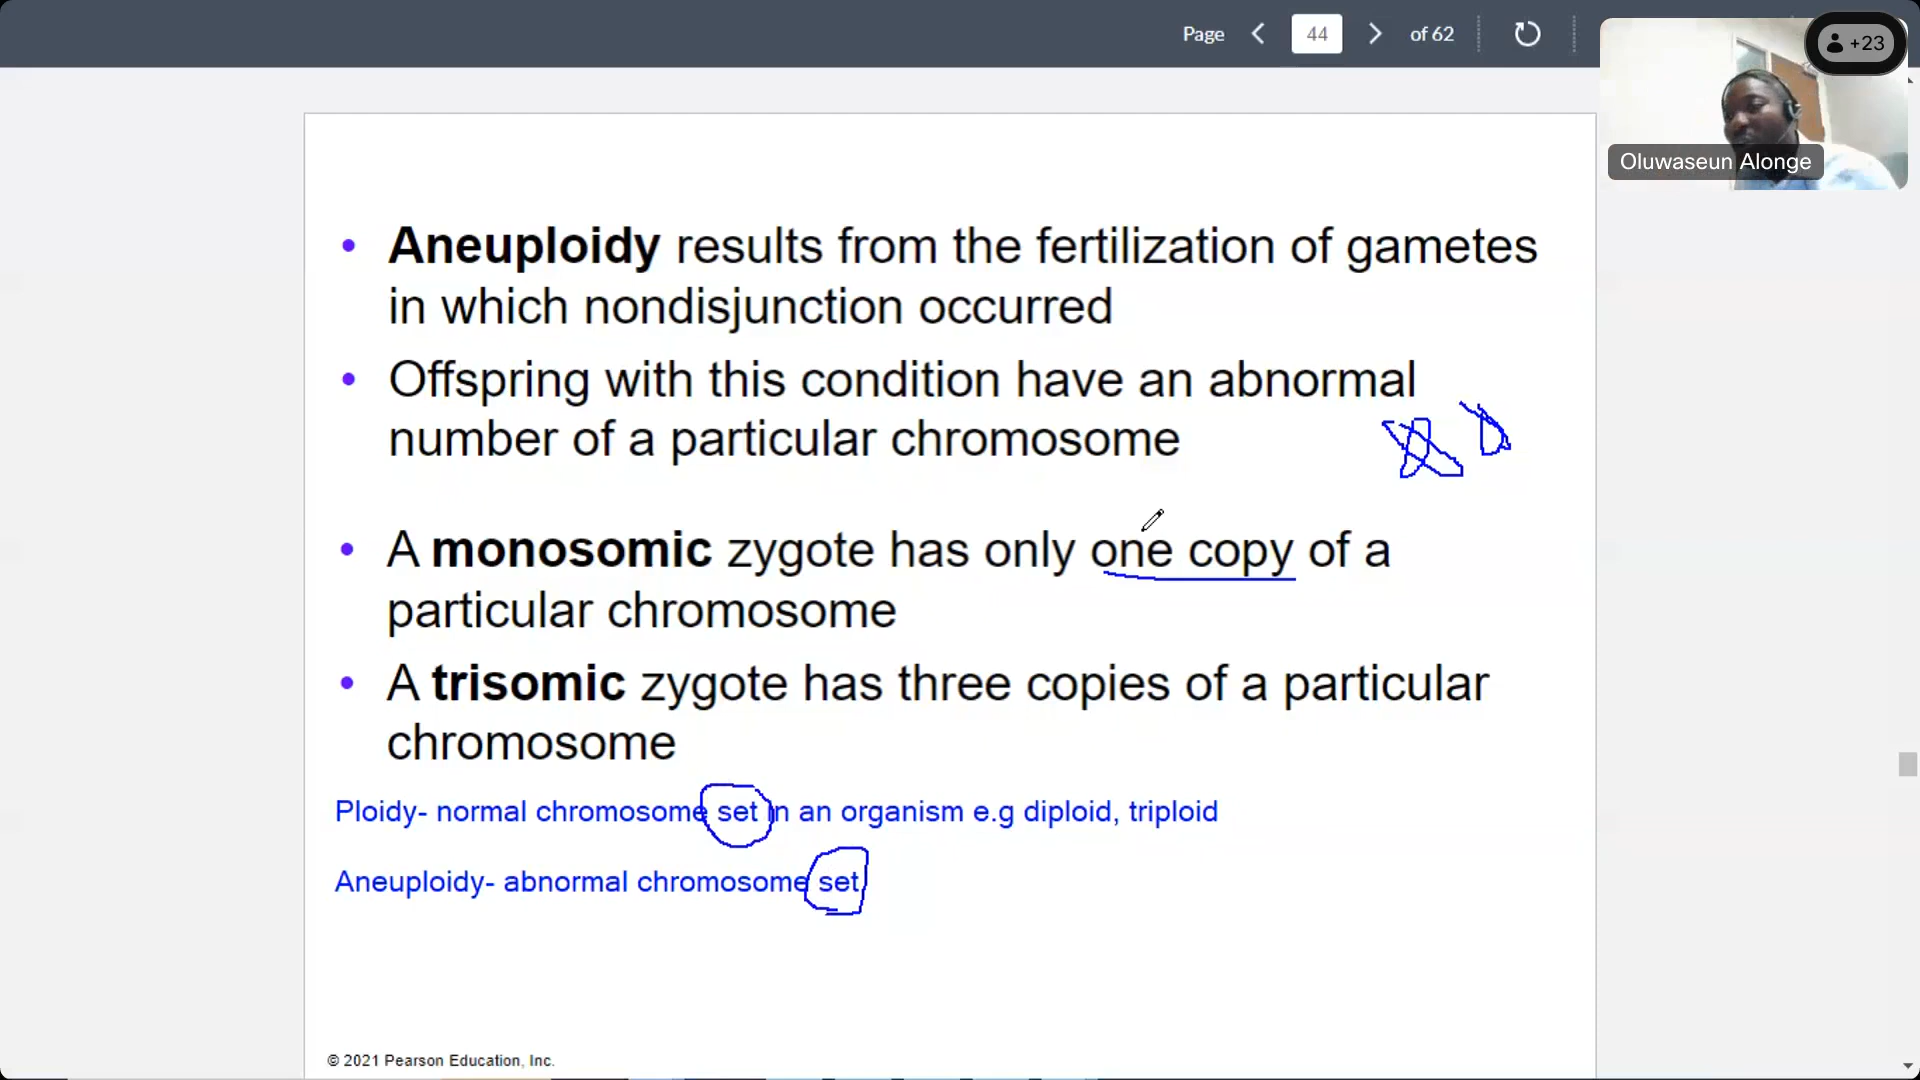 Page 44 of 62
+23
Oluwaseun Alonge
• Aneuploidy results from the fertilization of gametes
in which nondisjunction occurred
• Offspring with this condition have an abnormal
number of a particular chromosome
• A monosomic zygote has only one copy of a
particular chromosome
• A trisomic zygote has three copies of a particular
chromosome
Ploidy- normal chromosome set in an organism e.g diploid, triploid
Aneuploidy- abnormal chromosome set
© 2021 Pearson Education, Inc.